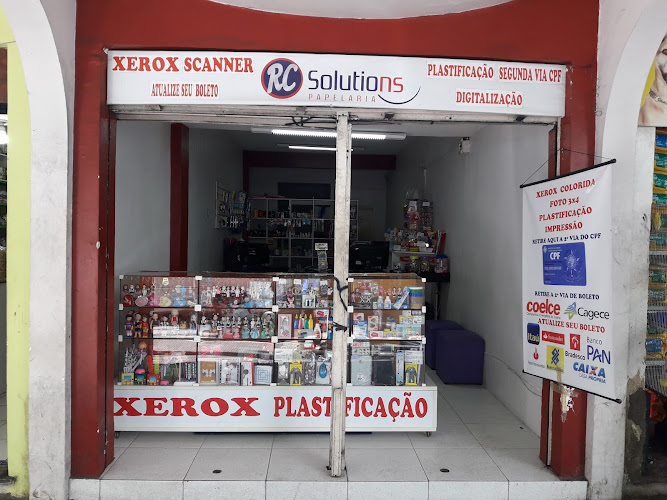 XEROX SCANNER
ATUALIZE SEU BOLETO
RC Solutions
PAPELARIA
PLASTIFICAÇÃO SEGUNDA VIA CPF
DIGITALIZAÇÃO
XEROX COLORIDA
FOTO 3x4
PLASTIFICAÇÃO
IMPRESSÃO
RETIRE AQUI A 2ª VIA DO CPF
CPF
RETIRE A 2ª VIA DE BOLETO
coelce Cagece
ATUALIZE SEU BOLETO
Itaú Santander Banco
Bradesco PAN
CAIXA
XEROX PLASTIFICAÇÃO